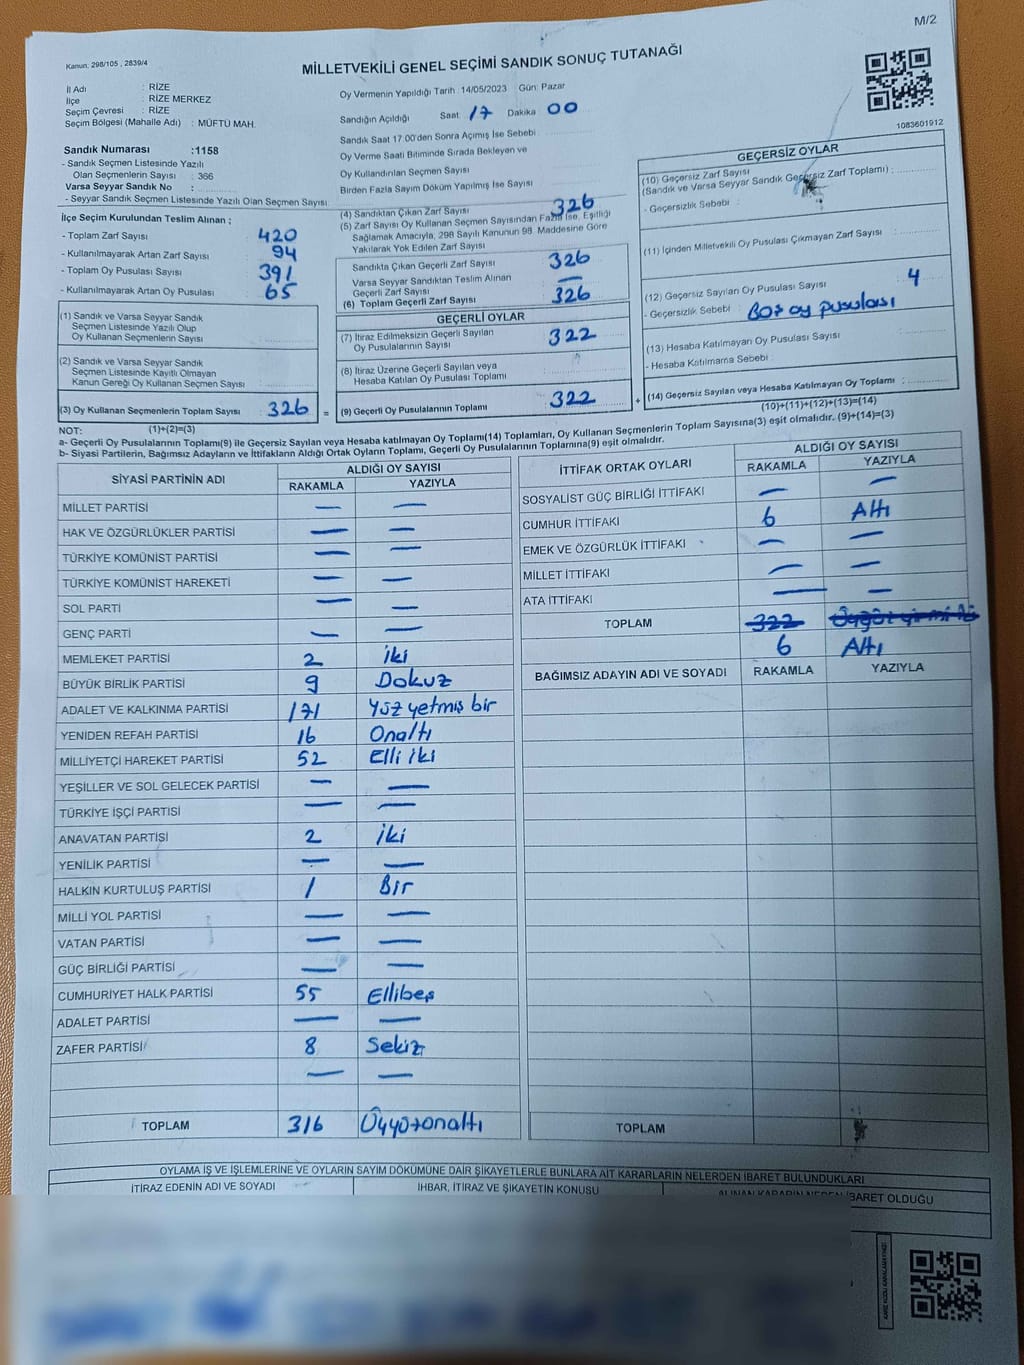 M/2
Kanun; 298/105 , 2839/4
MİLLETVEKİLİ GENEL SEÇİMİ SANDIK SONUÇ TUTANAĞI
İl Adı : RİZE
İlçe : RİZE MERKEZ
Seçim Çevresi : RİZE
Seçim Bölgesi (Mahalle Adı) : MÜFTÜ MAH.
Sandık Numarası :1158
- Sandık Seçmen Listesinde Yazılı
Olan Seçmenlerin Sayısı : 366
Varsa Seyyar Sandık No :
- Seyyar Sandık Seçmen Listesinde Yazılı Olan Seçmen Sayısı
Oy Vermenin Yapıldığı Tarih :14/05/2023 Gün: Pazar
Sandığın Açıldığı Saat 17 Dakika 00
Sandık Saat 17.00'den Sonra Açımış İse Sebebi :
Oy Verme Saati Bitiminde Sırada Bekleyen ve
Oy Kullandırılan Seçmen Sayısı :
Birden Fazla Sayım Döküm Yapılmış İse Sayısı :
1083601912
İlçe Seçim Kurulundan Teslim Alınan ;
- Toplam Zarf Sayısı : 420
- Kullanılmayarak Artan Zarf Sayısı : 94
- Toplam Oy Pusulası Sayısı : 391
- Kullanılmayarak Artan Oy Pusulası : 65
(1) Sandık ve Varsa Seyyar Sandık
Seçmen Listesinde Yazılı Olup
Oy Kullanan Seçmenlerin Sayısı :
(2) Sandık ve Varsa Seyyar Sandık
Seçmen Listesinde Kayıtlı Olmayan
Kanun Gereği Oy Kullanan Seçmen Sayısı :
(3) Oy Kullanan Seçmenlerin Toplam Sayısı : 326 =
(4) Sandıktan Çıkan Zarf Sayısı 326
(5) Zarf Sayısı Oy Kullanan Seçmen Sayısından Fazla İse, Eşitliği
Sağlamak Amacıyla, 298 Sayılı Kanunun 98. Maddesine Göre
Yakılarak Yok Edilen Zarf Sayısı
Sandıkta Çıkan Geçerli Zarf Sayısı 326
Varsa Seyyar Sandıktan Teslim Alınan
Geçerli Zarf Sayısı —
(6) Toplam Geçerli Zarf Sayısı 326
GEÇERLİ OYLAR
(7) İtiraz Edilmeksizin Geçerli Sayılan
Oy Pusulalarının Sayısı 322
(8) İtiraz Üzerine Geçerli Sayılan veya
Hesaba Katılan Oy Pusulası Toplamı
(9) Geçerli Oy Pusulalarının Toplamı 322 +
GEÇERSİZ OYLAR
(10) Geçersiz Zarf Sayısı
(Sandık ve Varsa Seyyar Sandık Geçersiz Zarf Toplamı) ;
- Geçersizlik Sebebi :
(11) İçinden Milletvekili Oy Pusulası Çıkmayan Zarf Sayısı :
(12) Geçersiz Sayılan Oy Pusulası Sayısı : 4
- Geçersizlik Sebebi : Boş oy pusulası
(13) Hesaba Katılmayan Oy Pusulası Sayısı :
- Hesaba Katılmama Sebebi :
(14) Geçersiz Sayılan veya Hesaba Katılmayan Oy Toplamı :
NOT: (1)+(2)=(3) (10)+(11)+(12)+(13)=(14)
a- Geçerli Oy Pusulalarının Toplamı(9) ile Geçersiz Sayılan veya Hesaba katılmayan Oy Toplamı(14) Toplamları, Oy Kullanan Seçmenlerin Toplam Sayısına(3) eşit olmalıdır. (9)+(14)=(3)
b- Siyasi Partilerin, Bağımsız Adayların ve İttifakların Aldığı Ortak Oyların Toplamı, Geçerli Oy Pusulalarının Toplamına(9) eşit olmalıdır.
SİYASİ PARTİNİN ADI ALDIĞI OY SAYISI
RAKAMLA YAZIYLA
MİLLET PARTİSİ — —
HAK VE ÖZGÜRLÜKLER PARTİSİ — —
TÜRKİYE KOMÜNİST PARTİSİ — —
TÜRKİYE KOMÜNİST HAREKETİ — —
SOL PARTİ — —
GENÇ PARTİ — —
MEMLEKET PARTİSİ 2 iki
BÜYÜK BİRLİK PARTİSİ 9 Dokuz
ADALET VE KALKINMA PARTİSİ 171 Yüz yetmiş bir
YENİDEN REFAH PARTİSİ 16 Onaltı
MİLLİYETÇİ HAREKET PARTİSİ 52 Elli iki
YEŞİLLER VE SOL GELECEK PARTİSİ — —
TÜRKİYE İŞÇİ PARTİSİ — —
ANAVATAN PARTİSİ 2 iki
YENİLİK PARTİSİ — —
HALKIN KURTULUŞ PARTİSİ 1 Bir
MİLLİ YOL PARTİSİ — —
VATAN PARTİSİ — —
GÜÇ BİRLİĞİ PARTİSİ — —
CUMHURİYET HALK PARTİSİ 55 Ellibeş
ADALET PARTİSİ — —
ZAFER PARTİSİ 8 Sekiz
— —
TOPLAM 316 Üçyüzonaltı
İTTİFAK ORTAK OYLARI ALDIĞI OY SAYISI
RAKAMLA YAZIYLA
SOSYALİST GÜÇ BİRLİĞİ İTTİFAKI — —
CUMHUR İTTİFAKI 6 Altı
EMEK VE ÖZGÜRLÜK İTTİFAKI — —
MİLLET İTTİFAKI — —
ATA İTTİFAKI — —
TOPLAM 322
6 Altı
BAĞIMSIZ ADAYIN ADI VE SOYADI RAKAMLA YAZIYLA
TOPLAM
OYLAMA İŞ VE İŞLEMLERİNE VE OYLARIN SAYIM DÖKÜMÜNE DAİR ŞİKAYETLERLE BUNLARA AİT KARARLARIN NELERDEN İBARET BULUNDUKLARI
İTİRAZ EDENİN ADI VE SOYADI İHBAR, İTİRAZ VE ŞİKAYETİN KONUSU ALINAN KARARIN NEDEN İBARET OLDUĞU